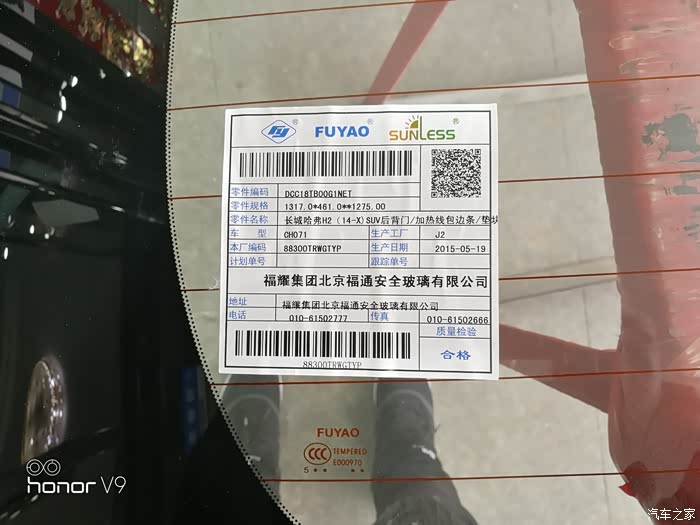 FUYAO® SUNLESS®
零件编码 DCC18TB00G1NET
零件规格 1317.0*461.0**1275.00
零件名称 长城哈弗H2（14-X）SUV后背门/加热线包边条/垫块
车 型 CH071 生产工厂 J2
本厂编码 88300TRWGTYP 生产日期 2015-05-19
计划单号 跟踪单号
福耀集团北京福通安全玻璃有限公司
地址 福耀集团北京福通安全玻璃有限公司
电话 010-61502777 传真 010-61502666
质量检验
合格
88300TRWGTYP
FUYAO
CCC TEMPERED
E000970
5·· ··
honor V9
汽车之家